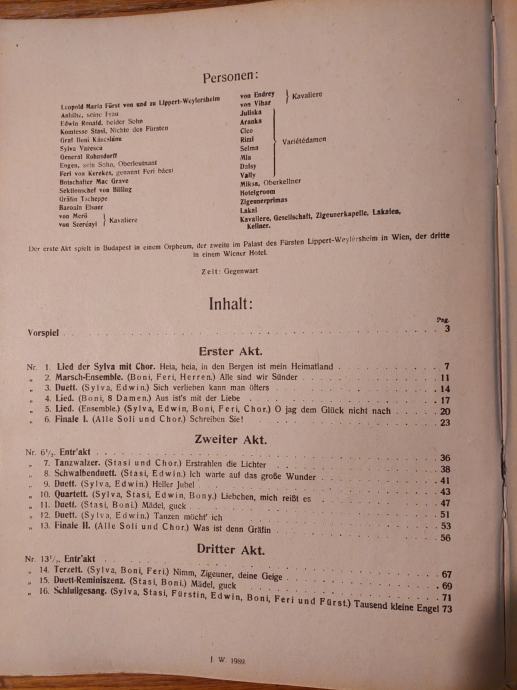 Personen:
Leopold Maria Fürst von und zu Lippert-Weylersheim
Anhilte, seine Frau
Edwin Ronald, beider Sohn
Komtesse Stasi, Nichte des Fürsten
Graf Boni Káncsiánu
Sylva Varescu
General Rohnsdorff
Eugen, sein Sohn, Oberleutnant
Feri von Kerekes, genannt Feri bácsi
Botschafter Mac Grave
Sektionschef von Billing
Gräfin Tscheppe
Baronin Elsner
von Merö
von Szerényi } Kavaliere
von Endrey
von Vihar } Kavaliere
Juliska
Aranka
Cleo
Rimi
Selma
Mia
Daisy
Vally } Variétédamen
Miksa, Oberkellner
Hotelgroom
Zigeunerprimas
Lakai
Kavaliere, Gesellschaft, Zigeunerkapelle, Lakaien,
Kellner.
Der erste Akt spielt in Budapest in einem Orpheum, der zweite im Palast des Fürsten Lippert-Weylersheim in Wien, der dritte
in einem Wiener Hotel.
Zeit: Gegenwart
Inhalt:
Pag.
Vorspiel . . . 3
Erster Akt.
Nr. 1. Lied der Sylva mit Chor. Heia, heia, in den Bergen ist mein Heimatland . . . 7
„ 2. Marsch-Ensemble. (Boni, Feri, Herren.) Alle sind wir Sünder . . . 11
„ 3. Duett. (Sylva, Edwin.) Sich verlieben kann man öfters . . . 14
„ 4. Lied. (Boni, 8 Damen.) Aus ist's mit der Liebe . . . 17
„ 5. Lied. (Ensemble.) (Sylva, Edwin, Boni, Feri, Chor.) O jag dem Glück nicht nach . . . 20
„ 6. Finale I. (Alle Soli und Chor.) Schreiben Sie! . . . 23
Zweiter Akt.
Nr. 6½. Entr'akt . . . 36
„ 7. Tanzwalzer. (Stasi und Chor.) Erstrahlen die Lichter . . . 38
„ 8. Schwalbenduett. (Stasi, Edwin.) Ich warte auf das große Wunder . . . 41
„ 9. Duett. (Sylva, Edwin.) Heller Jubel . . . 43
„ 10. Quartett. (Sylva, Stasi, Edwin, Bony.) Liebchen, mich reißt es . . . 47
„ 11. Duett. (Stasi, Boni.) Mädel, guck . . . 51
„ 12. Duett. (Sylva, Edwin.) Tanzen möcht' ich . . . 53
„ 13. Finale II. (Alle Soli und Chor.) Was ist denn Gräfin . . . 56
Dritter Akt.
Nr. 13½. Entr'akt . . . 67
„ 14. Terzett. (Sylva, Boni, Feri.) Nimm, Zigeuner, deine Geige . . . 69
„ 15. Duett-Reminiszenz. (Stasi, Boni.) Mädel, guck . . . 71
„ 16. Schlußgesang. (Sylva, Stasi, Fürstin, Edwin, Boni, Feri und Fürst.) Tausend kleine Engel 73
J. W. 1989.